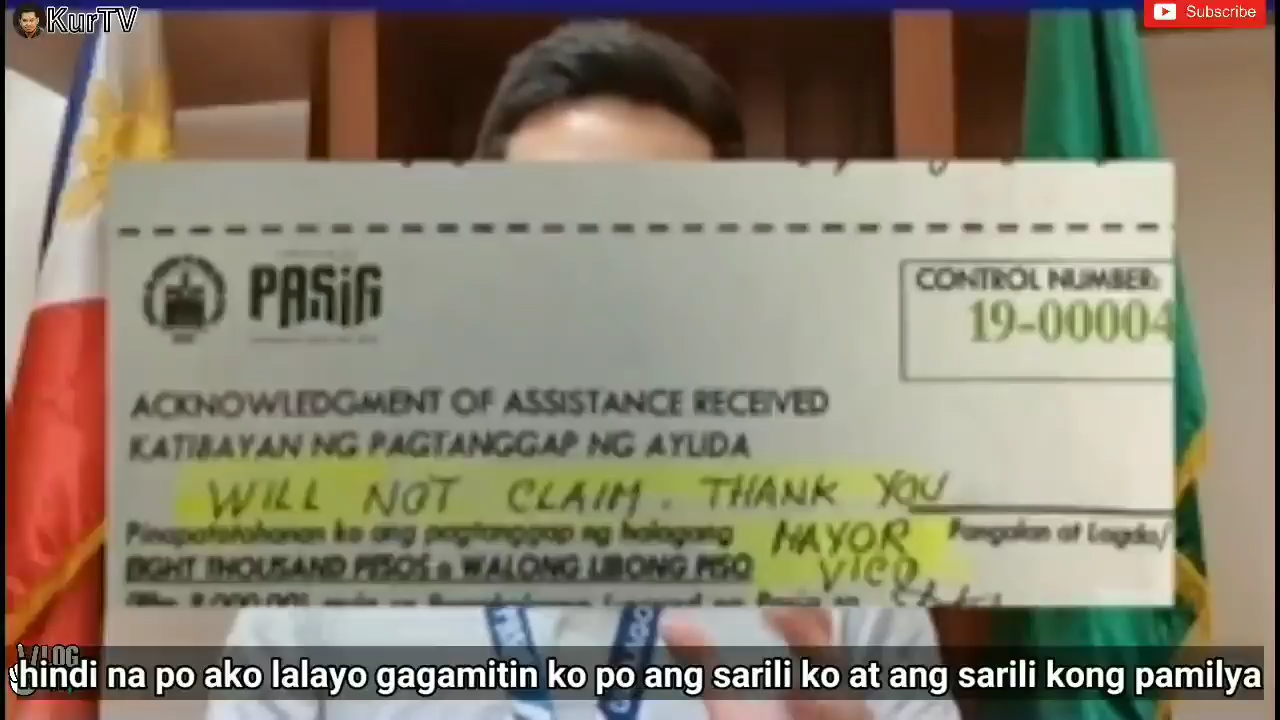 KurTV
Subscribe
PASIG
CONTROL NUMBER:
19-00004
ACKNOWLEDGMENT OF ASSISTANCE RECEIVED
KATIBAYAN NG PAGTANGGAP NG AYUDA
WILL NOT CLAIM. THANK YOU
Pinapatotohanan ko ang pagtanggap ng halagang MAYOR Pangalan at Lagda/
EIGHT THOUSAND PESOS o WALONG LIBONG PISO VICO
VLOG
hindi na po ako lalayo gagamitin ko po ang sarili ko at ang sarili kong pamilya